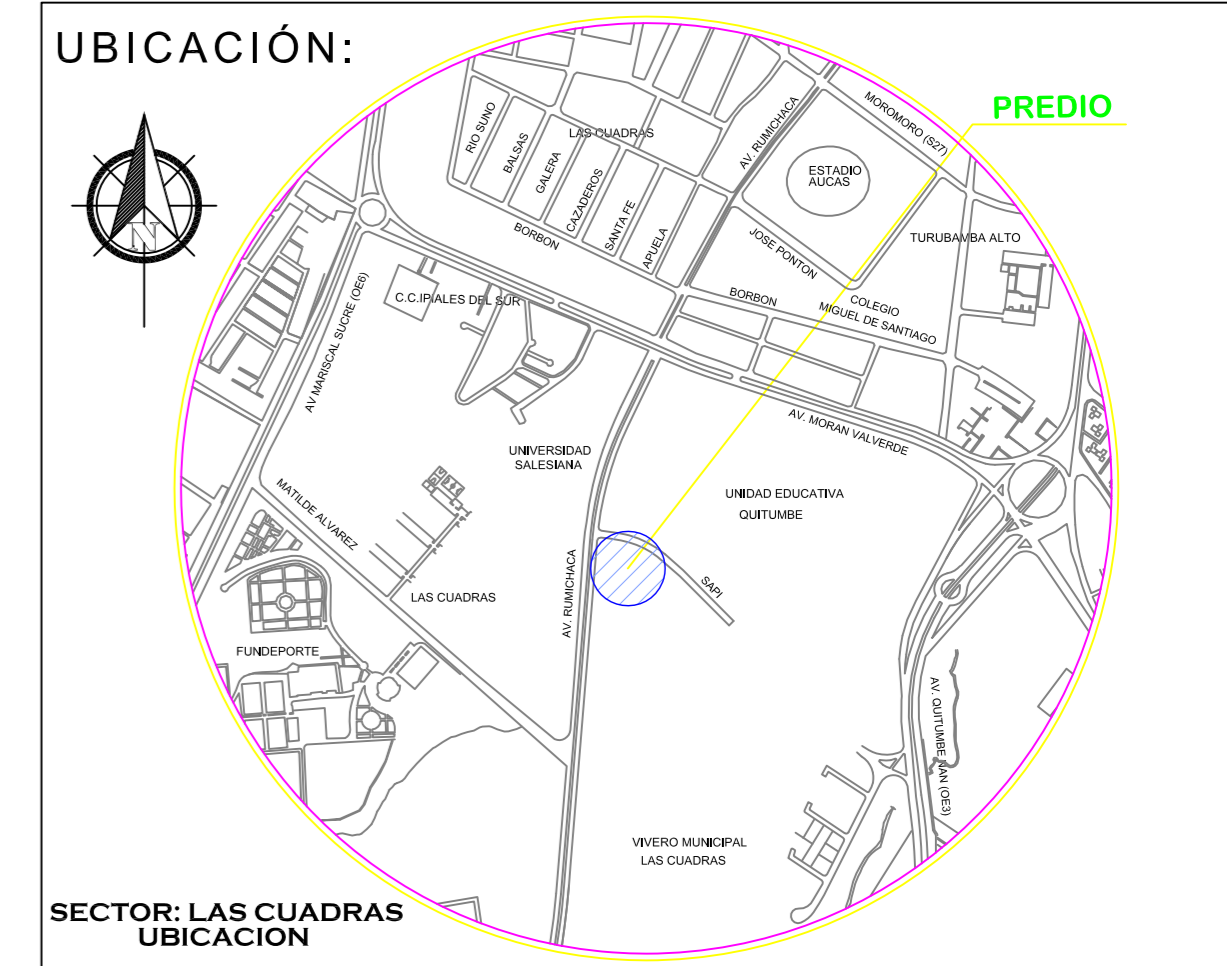 UBICACIÓN:
PREDIO
MOROMORO (S27)
RIO SUNO
BALSAS
GALERA
CAZADEROS
SANTA FE
APUELA
LAS CUADRAS
AV. RUMICHACA
ESTADIO
AUCAS
JOSE PONTON
TURUBAMBA ALTO
BORBON
BORBON
COLEGIO
MIGUEL DE SANTIAGO
N
C.C.IPIALES DEL SUR
AV MARISCAL SUCRE (OE6)
AV. MORAN VALVERDE
UNIVERSIDAD
SALESIANA
MATILDE ALVAREZ
UNIDAD EDUCATIVA
QUITUMBE
SAPI
AV. RUMICHACA
LAS CUADRAS
FUNDEPORTE
AV. QUITUMBE ÑAN (OE3)
VIVERO MUNICIPAL
LAS CUADRAS
SECTOR: LAS CUADRAS
UBICACION